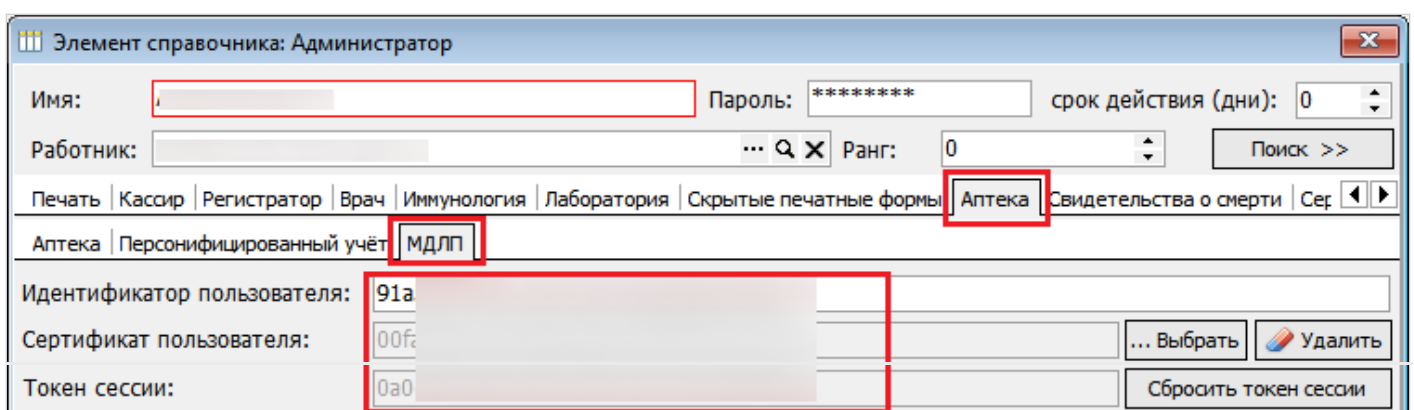 Элемент справочника: Администратор
Имя: Пароль: ******** срок действия (дни): 0
Работник: ... Ранг: 0 Поиск >>
Печать Кассир Регистратор Врач Иммунология Лаборатория Скрытые печатные формы Аптека Свидетельства о смерти Сер
Аптека Персонифицированный учёт МДЛП
Идентификатор пользователя: 91a
Сертификат пользователя: 00fa ... Выбрать Удалить
Токен сессии: 0a0 Сбросить токен сессии